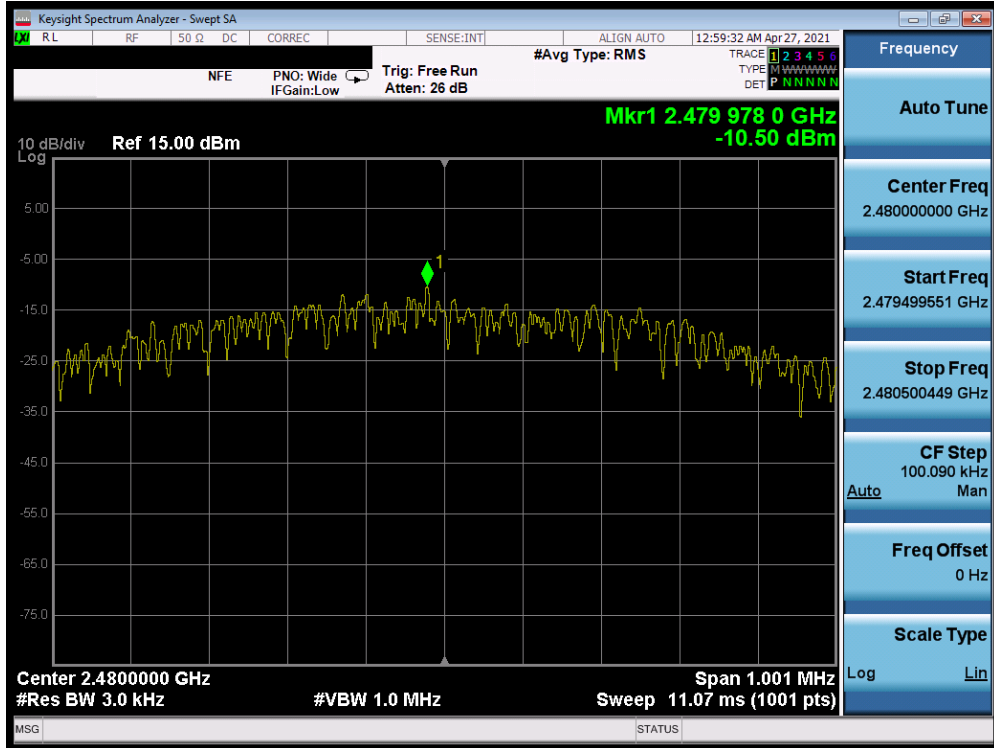 Keysight Spectrum Analyzer - Swept SA
LXI RL RF 50 Ω DC CORREC SENSE:INT ALIGN AUTO 12:59:32 AM Apr 27, 2021
NFE PNO: Wide Trig: Free Run #Avg Type: RMS TRACE 1 2 3 4 5 6
IFGain:Low Atten: 26 dB TYPE M WWWWW
DET P N N N N N
Mkr1 2.479 978 0 GHz
-10.50 dBm
10 dB/div Ref 15.00 dBm
Log
1
5.00
-5.00
-15.0
-25.0
-35.0
-45.0
-55.0
-65.0
-75.0
Center 2.4800000 GHz Span 1.001 MHz
#Res BW 3.0 kHz #VBW 1.0 MHz Sweep 11.07 ms (1001 pts)
MSG STATUS
Frequency
Auto Tune
Center Freq
2.480000000 GHz
Start Freq
2.479499551 GHz
Stop Freq
2.480500449 GHz
CF Step
100.090 kHz
Auto Man
Freq Offset
0 Hz
Scale Type
Log Lin